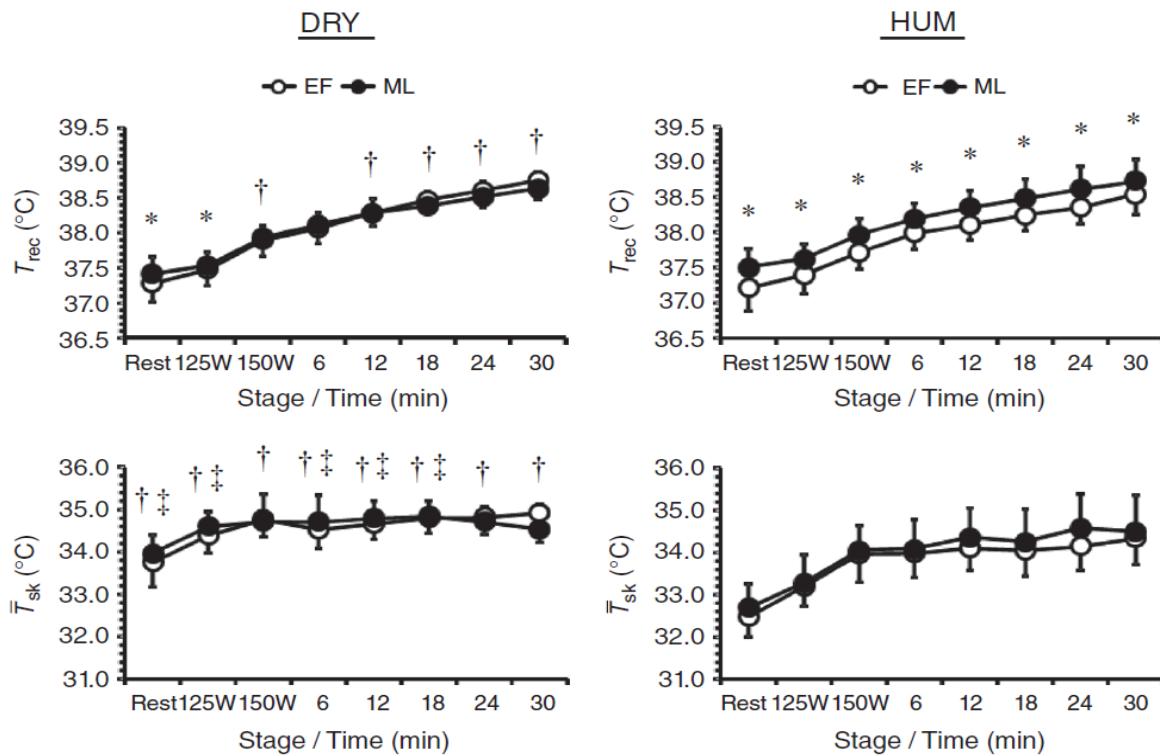 DRY
HUM
EF ML
EF ML
39.5
39.0
38.5
38.0
37.5
37.0
36.5
T rec (°C)
* * † † † † †
Rest 125W 150W 6 12 18 24 30
Stage / Time (min)
39.5
39.0
38.5
38.0
37.5
37.0
36.5
T rec (°C)
* * * * * * * *
Rest 125W 150W 6 12 18 24 30
Stage / Time (min)
36.0
35.0
34.0
33.0
32.0
31.0
T̿ sk (°C)
†‡ †‡ † †‡ †‡ †‡ † †
Rest 125W 150W 6 12 18 24 30
Stage / Time (min)
36.0
35.0
34.0
33.0
32.0
31.0
T̿ sk (°C)
Rest 125W 150W 6 12 18 24 30
Stage / Time (min)